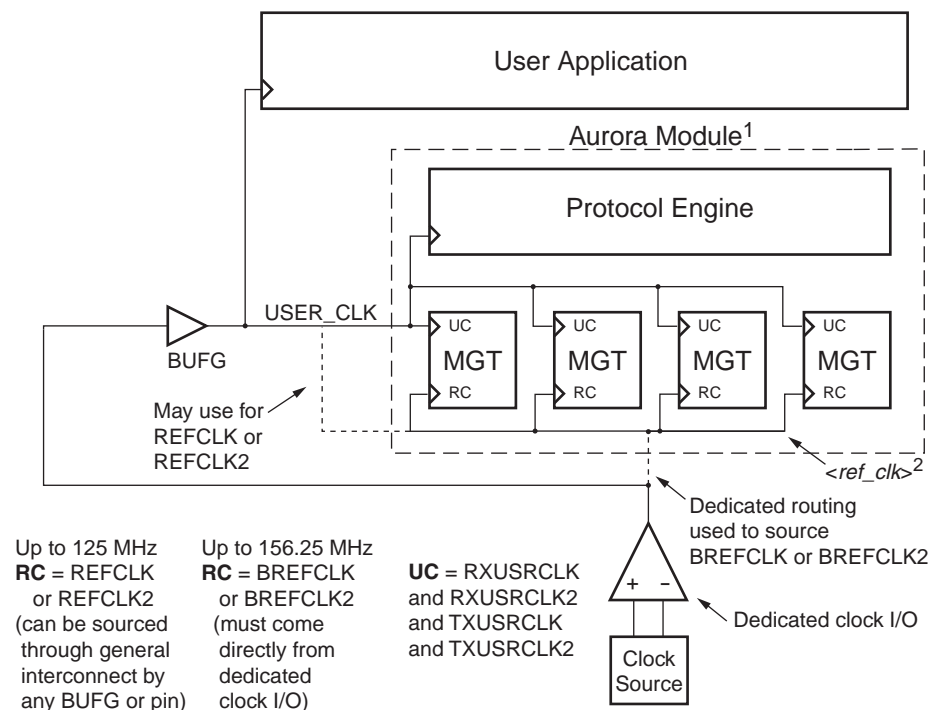 User Application
Aurora Module1
Protocol Engine
USER_CLK
BUFG
UC
MGT
RC
UC
MGT
RC
UC
MGT
RC
UC
MGT
RC
May use for
REFCLK or
REFCLK2
<ref_clk>2
Dedicated routing
used to source
BREFCLK or BREFCLK2
Up to 125 MHz
RC = REFCLK
or REFCLK2
(can be sourced
through general
interconnect by
any BUFG or pin)
Up to 156.25 MHz
RC = BREFCLK
or BREFCLK2
(must come
directly from
dedicated
clock I/O)
UC = RXUSRCLK
and RXUSRCLK2
and TXUSRCLK
and TXUSRCLK2
+ –
Dedicated clock I/O
Clock
Source